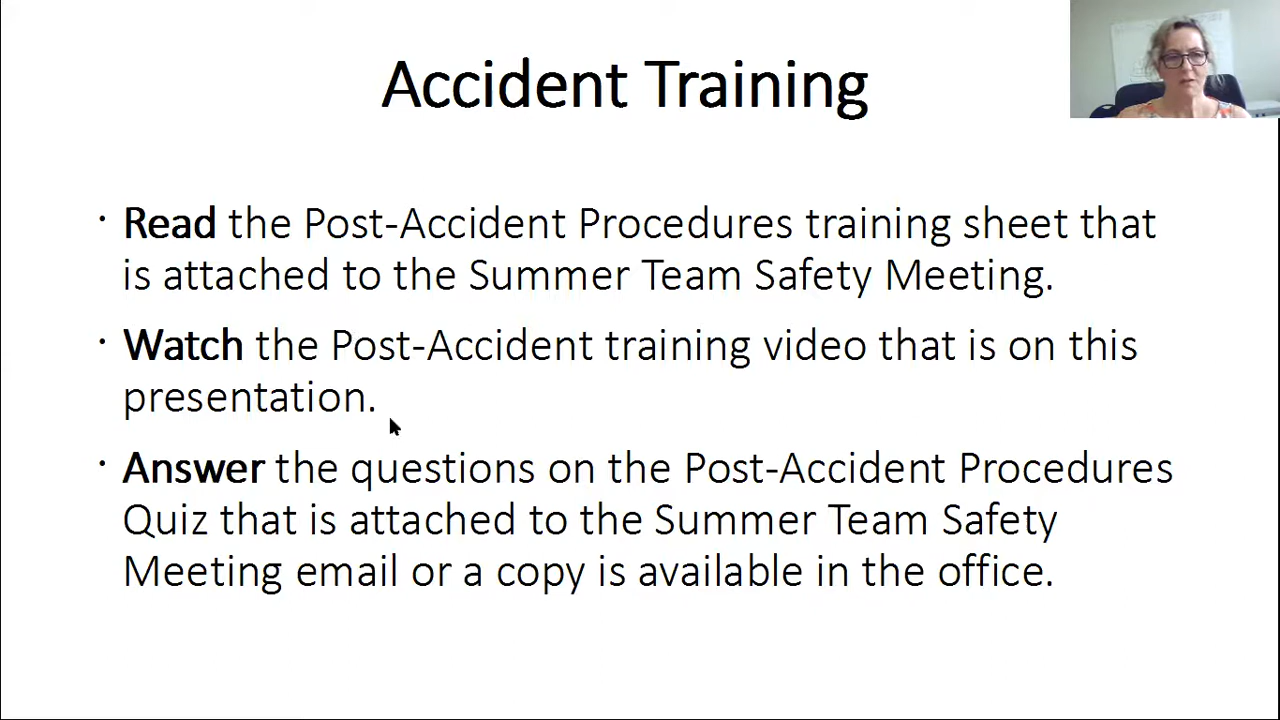 Accident Training
· Read the Post-Accident Procedures training sheet that
is attached to the Summer Team Safety Meeting.
· Watch the Post-Accident training video that is on this
presentation.
· Answer the questions on the Post-Accident Procedures
Quiz that is attached to the Summer Team Safety
Meeting email or a copy is available in the office.